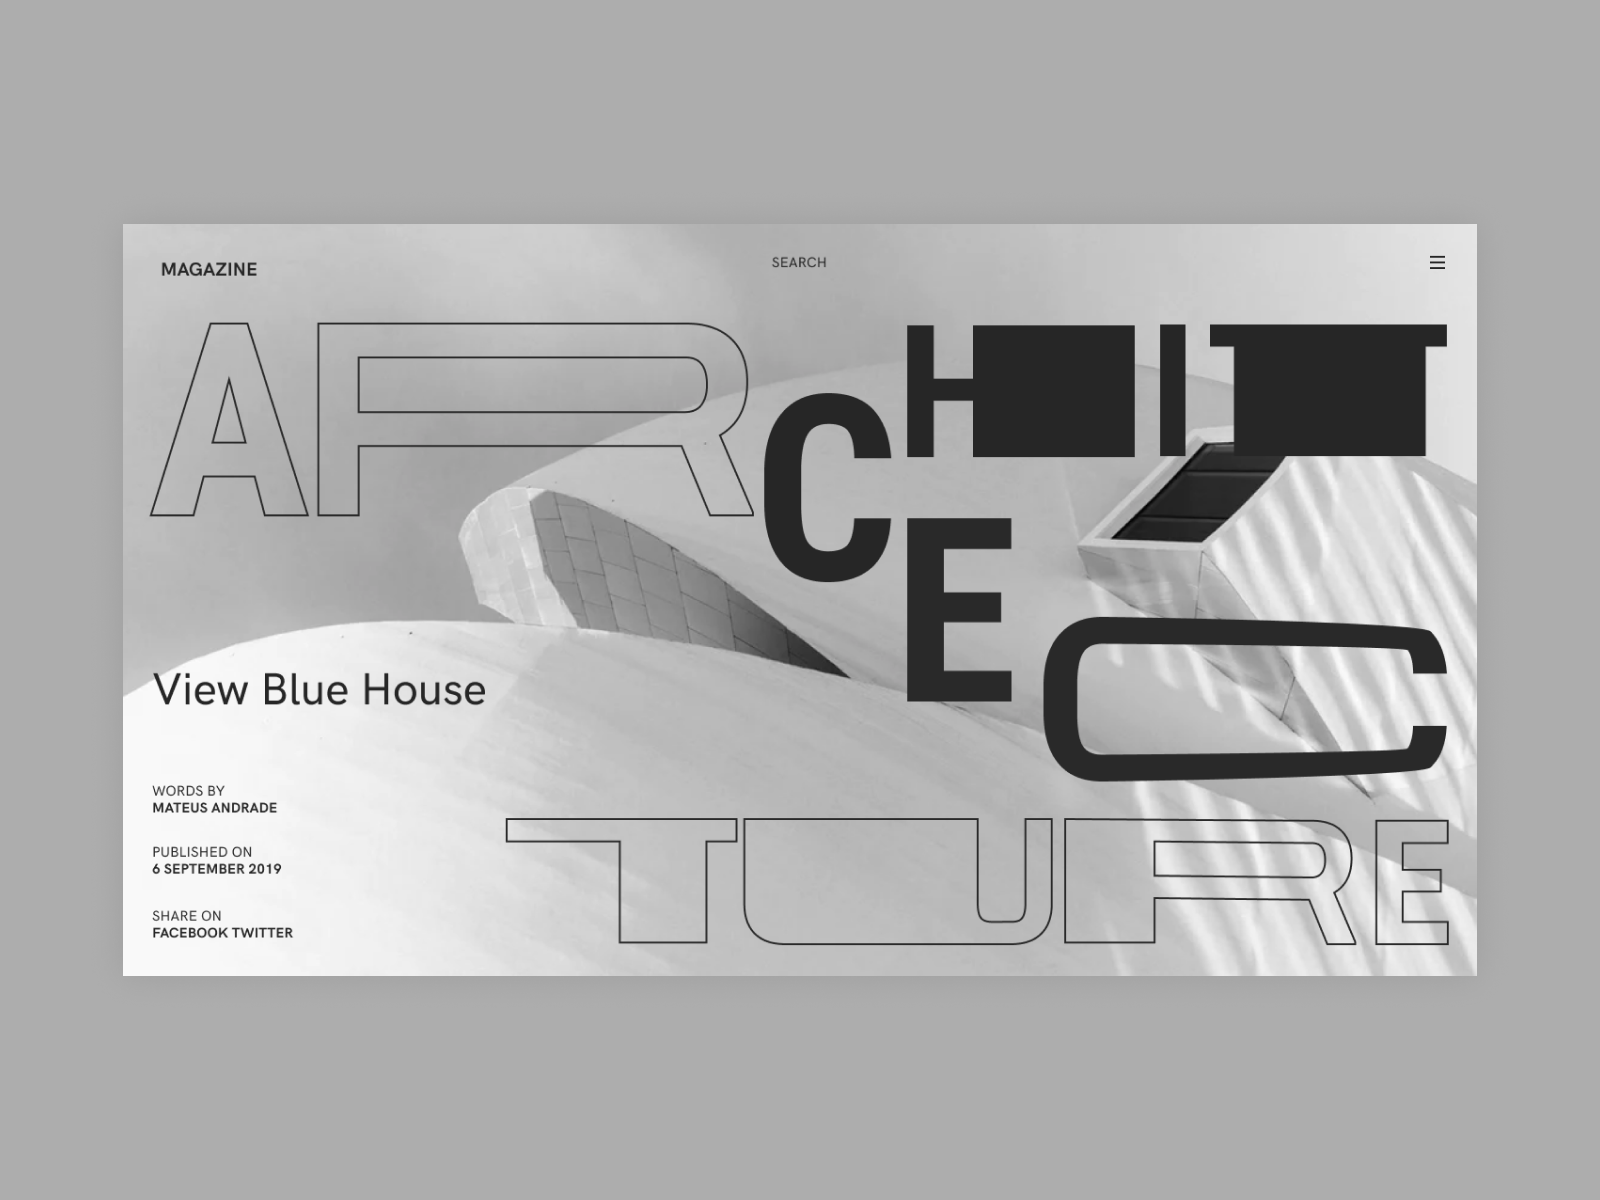 MAGAZINE
SEARCH
ARCHITECTURE
View Blue House
WORDS BY
MATEUS ANDRADE
PUBLISHED ON
6 SEPTEMBER 2019
SHARE ON
FACEBOOK TWITTER